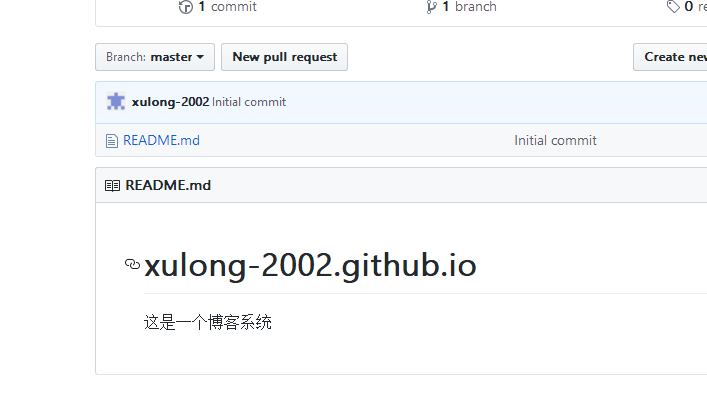 1 commit 1 branch 0 re
Branch: master New pull request Create new
xulong-2002 Initial commit
README.md Initial commit
README.md
xulong-2002.github.io
这是一个博客系统